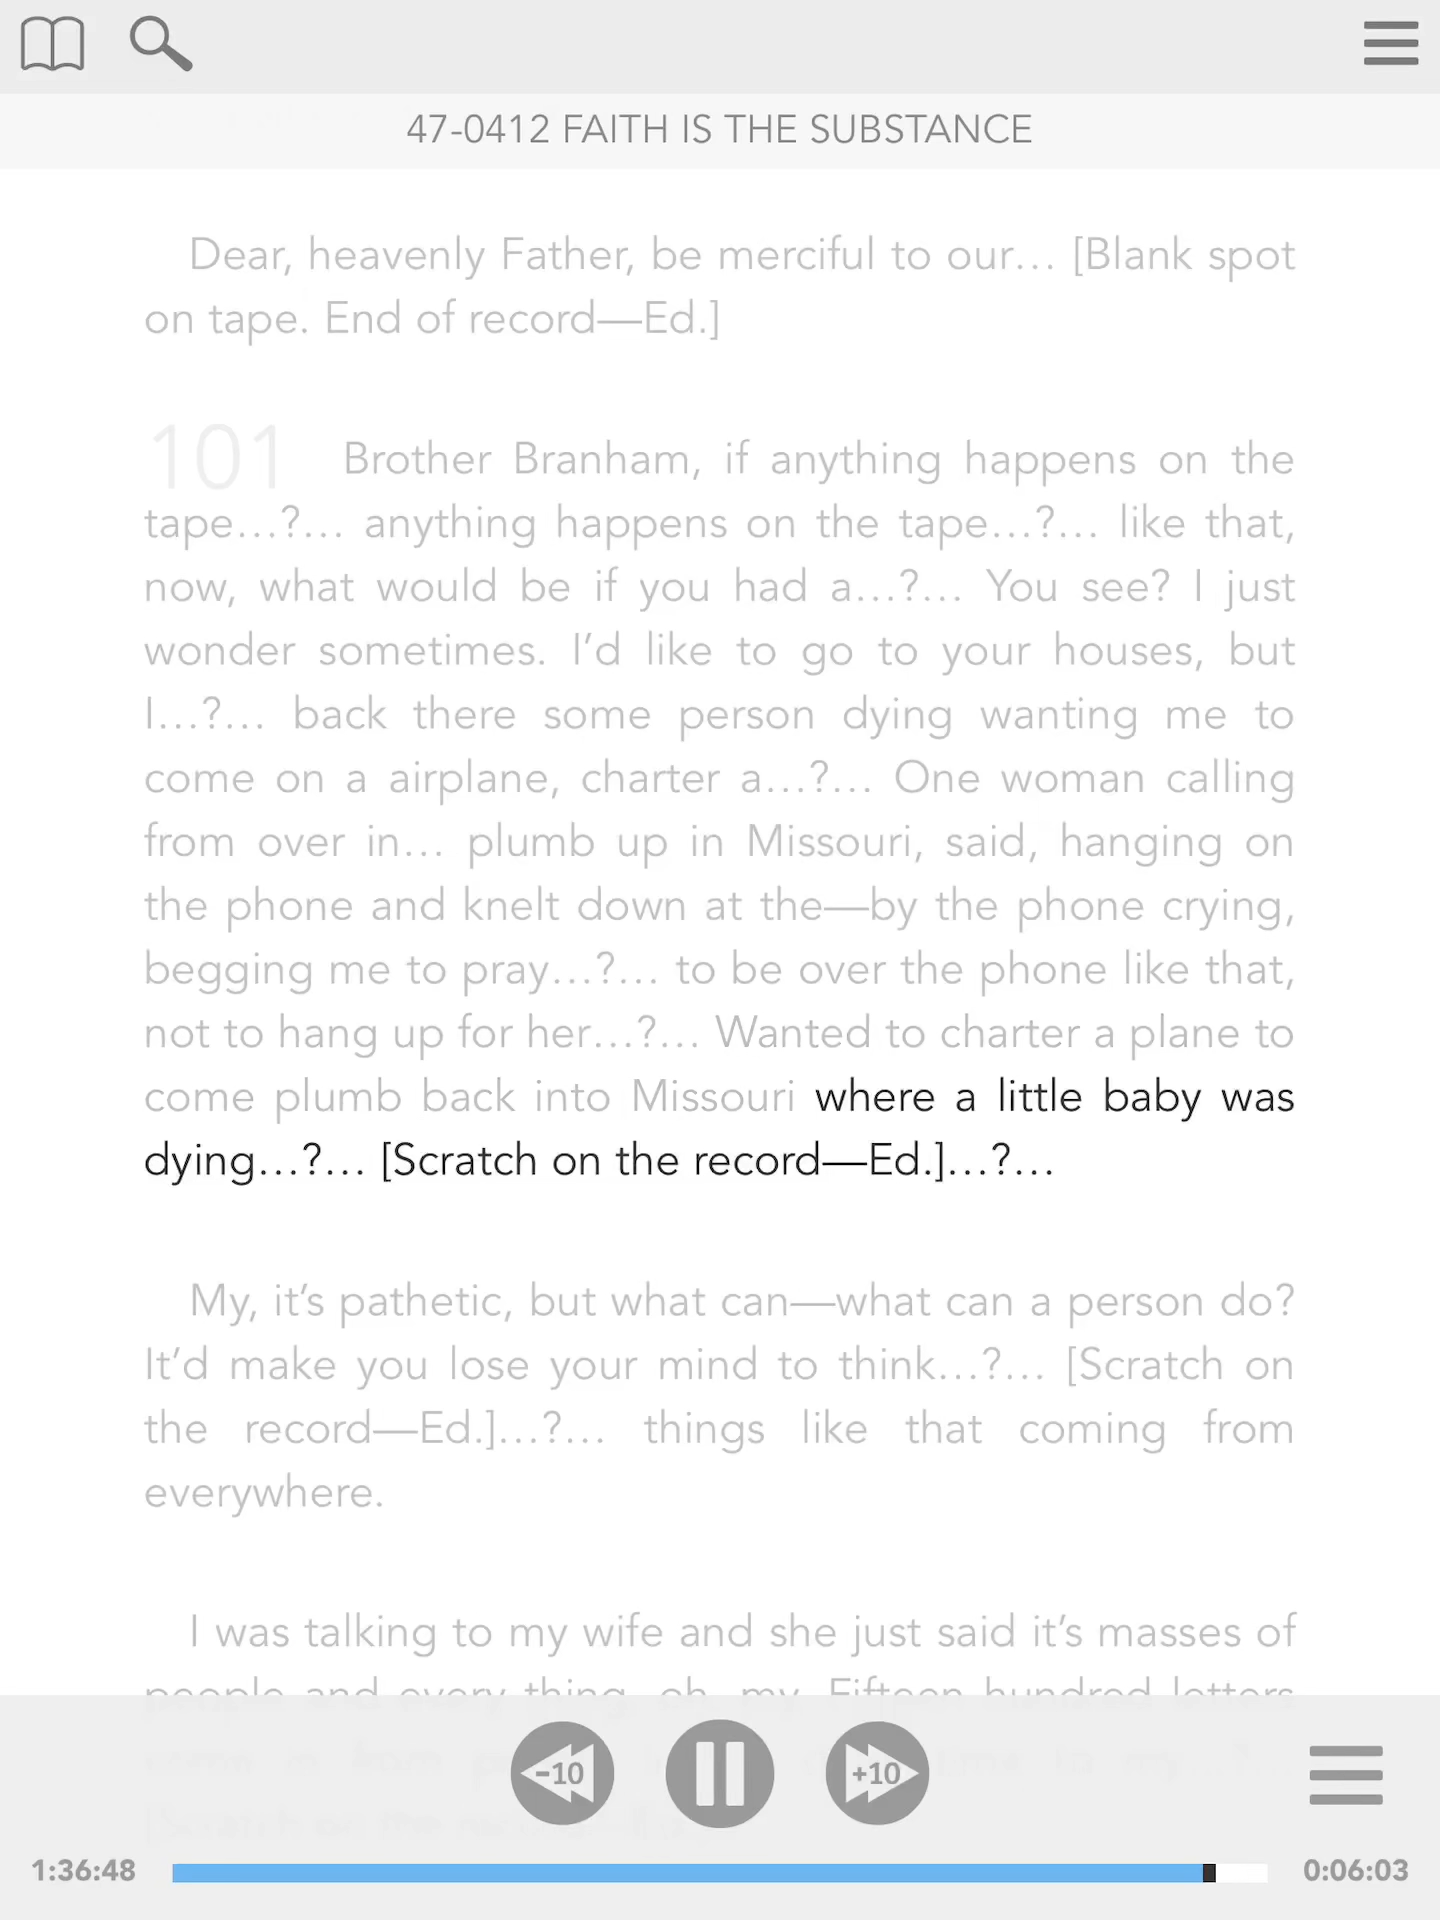 47-0412 FAITH IS THE SUBSTANCE
Dear, heavenly Father, be merciful to our… [Blank spot
on tape. End of record—Ed.]
101 Brother Branham, if anything happens on the
tape…?… anything happens on the tape…?… like that,
now, what would be if you had a…?… You see? I just
wonder sometimes. I’d like to go to your houses, but
I…?… back there some person dying wanting me to
come on a airplane, charter a…?… One woman calling
from over in… plumb up in Missouri, said, hanging on
the phone and knelt down at the—by the phone crying,
begging me to pray…?… to be over the phone like that,
not to hang up for her…?… Wanted to charter a plane to
come plumb back into Missouri where a little baby was
dying…?… [Scratch on the record—Ed.]…?…
My, it’s pathetic, but what can—what can a person do?
It’d make you lose your mind to think…?… [Scratch on
the record—Ed.]…?… things like that coming from
everywhere.
I was talking to my wife and she just said it’s masses of
people and every thing, oh, my. Fifteen hundred letters
-10 +10
1:36:48 0:06:03